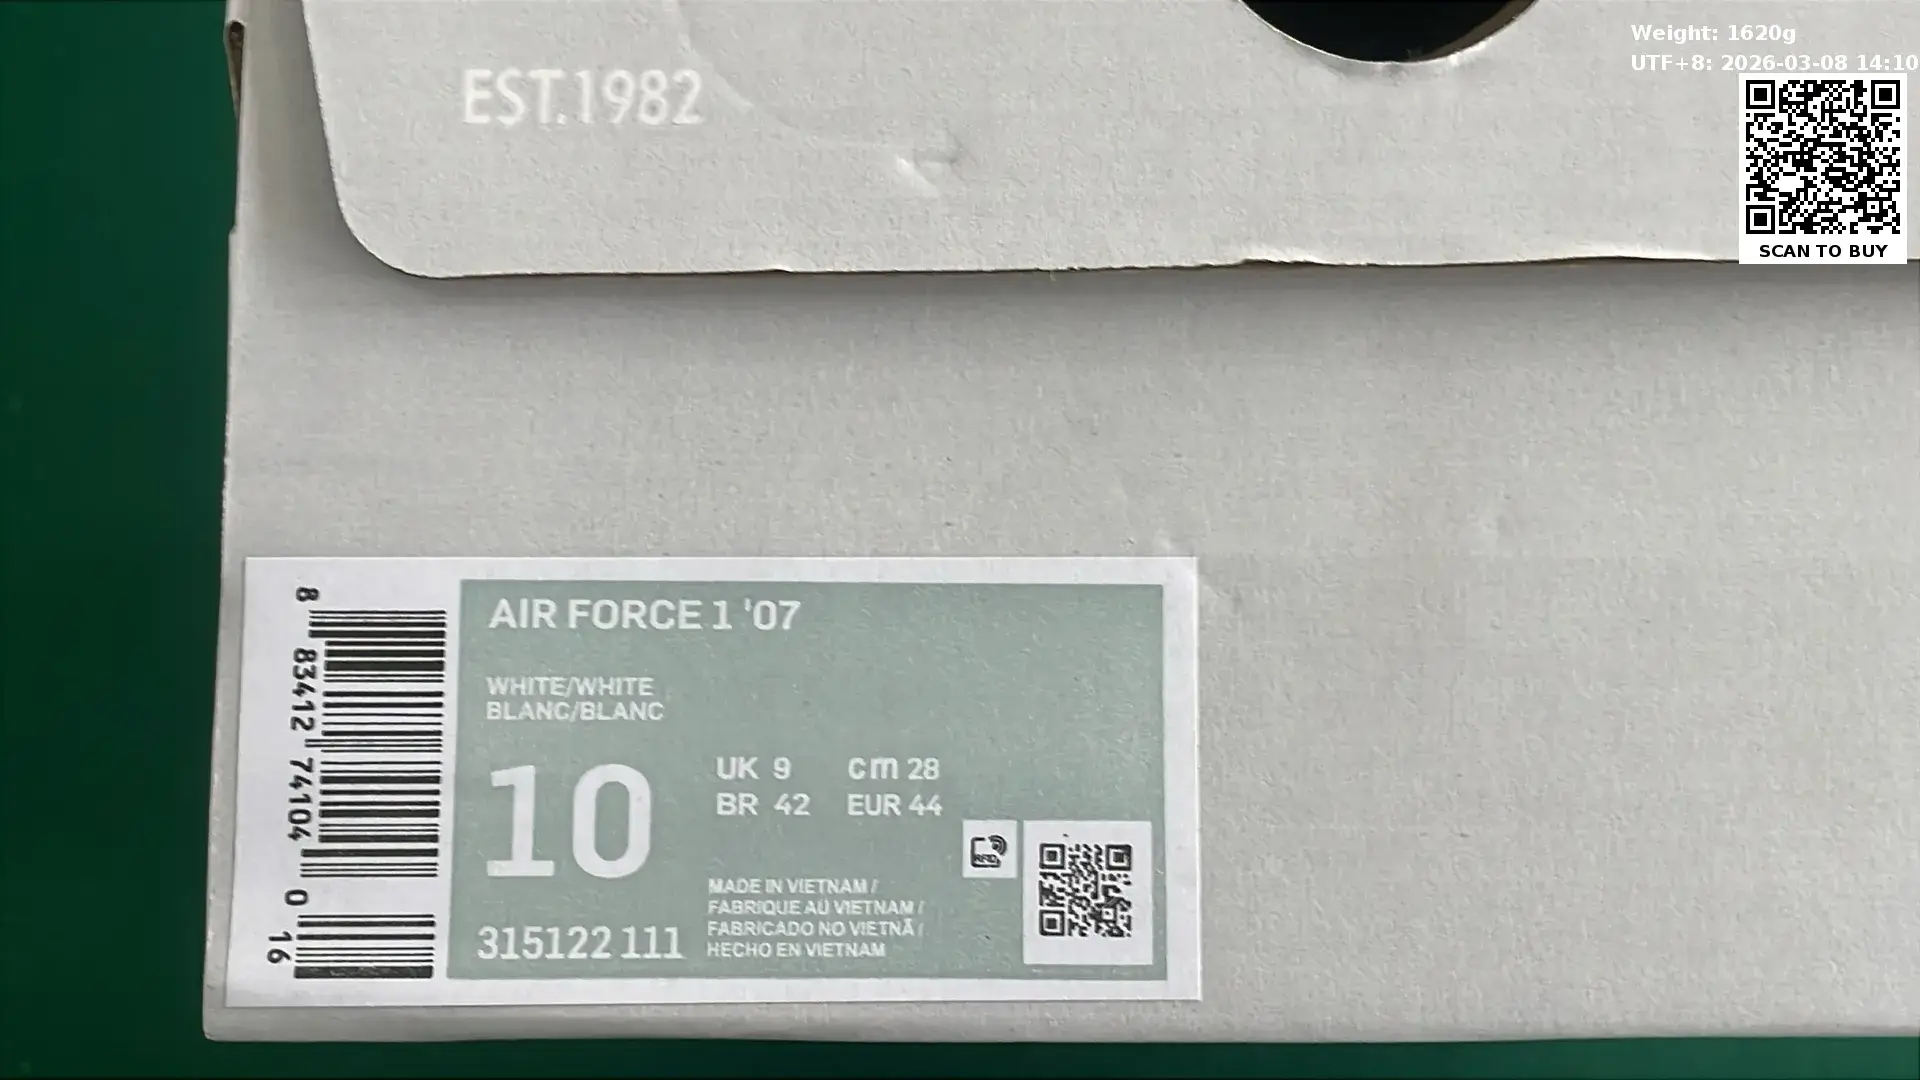 Weight: 1620g
UTF+8: 2026-03-08 14:10
SCAN TO BUY
EST.1982
AIR FORCE 1 '07
WHITE/WHITE
BLANC/BLANC
10
UK 9 cm 28
BR 42 EUR 44
RFID
MADE IN VIETNAM /
FABRIQUE AU VIETNAM /
FABRICADO NO VIETNÃ /
HECHO EN VIETNAM
315122 111
8 83412 74104 0 16